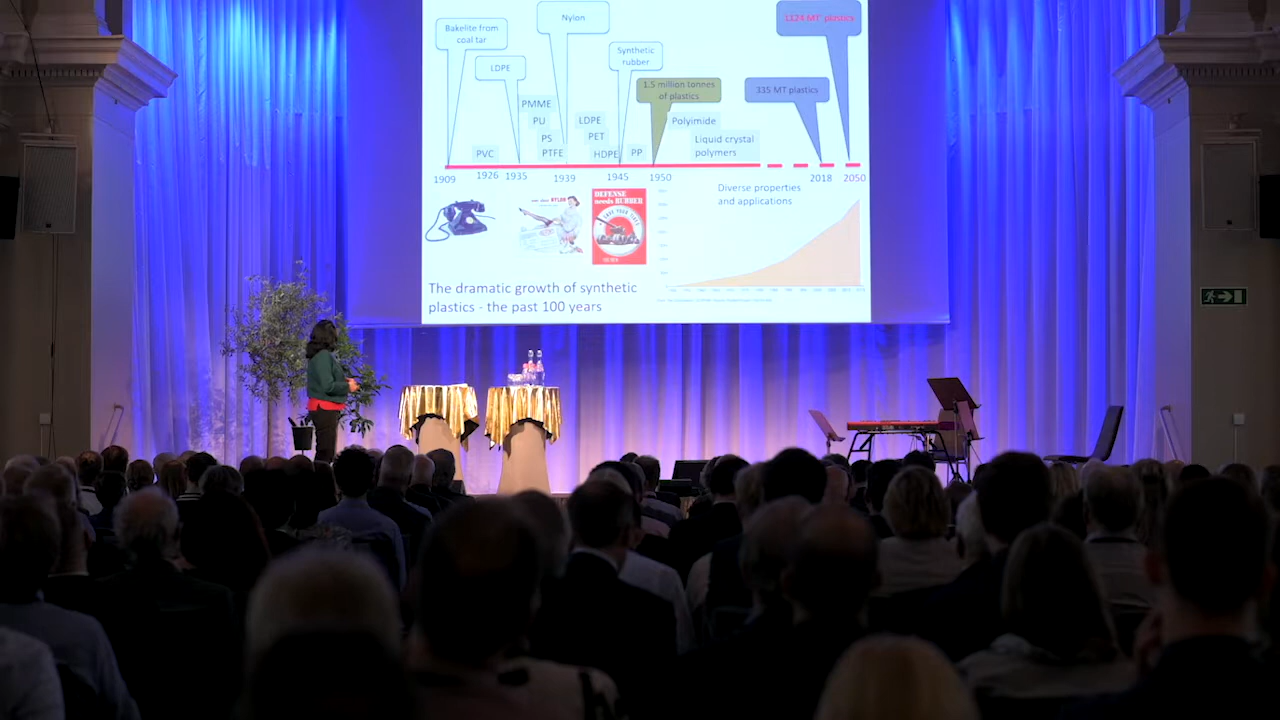 Bakelite from
coal tar
Nylon
1124 MT plastics
LDPE
Synthetic
rubber
1.5 million tonnes
of plastics
335 MT plastics
PMME
PU
PS
PTFE
PVC
LDPE
PET
HDPE
PP
Polyimide
Liquid crystal
polymers
1909
1926
1935
1939
1945
1950
2018
2050
DEFENSE
needs RUBBER
Diverse properties
and applications
The dramatic growth of synthetic
plastics - the past 100 years